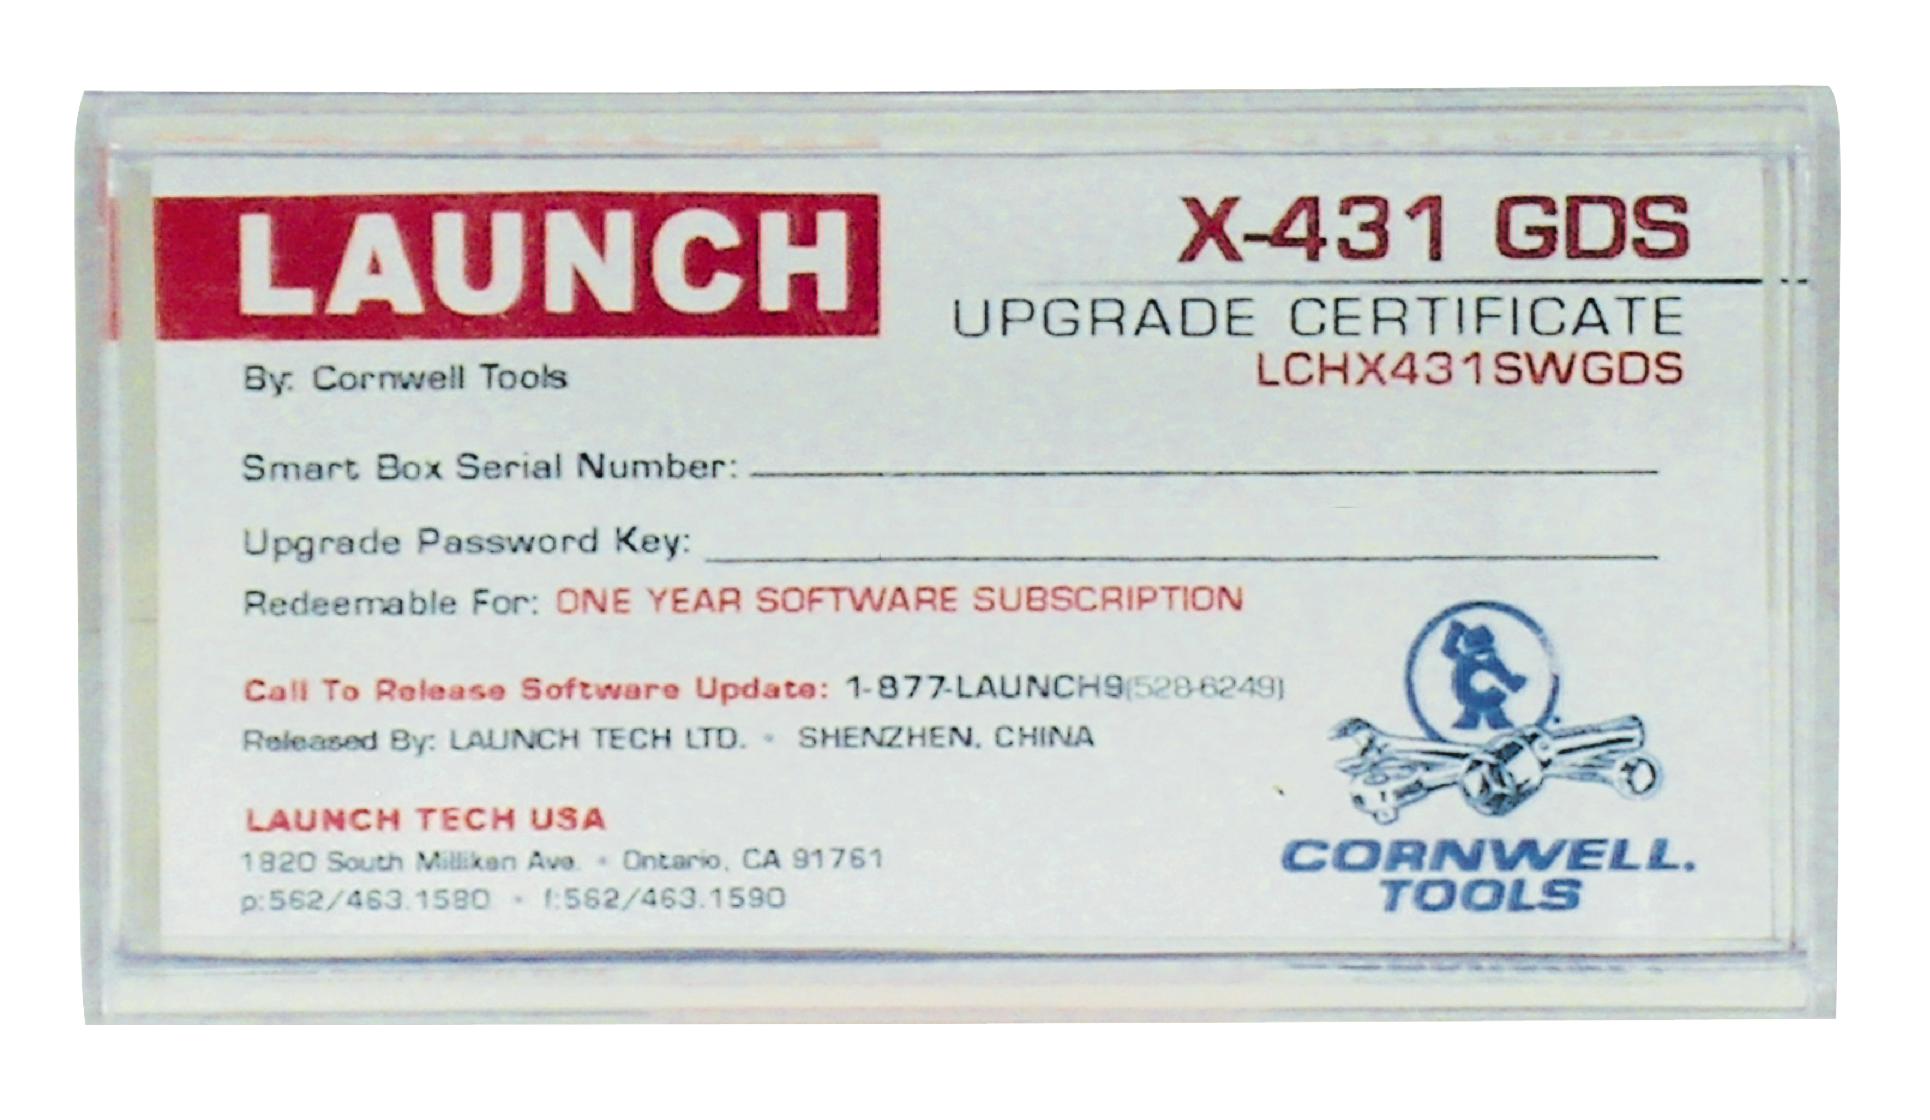 LAUNCH
X-431 GDS
UPGRADE CERTIFICATE
LCHX431SWGDS
By: Cornwell Tools
Smart Box Serial Number:
Upgrade Password Key:
Redeemable For: ONE YEAR SOFTWARE SUBSCRIPTION
Call To Release Software Update: 1-877-LAUNCH9(528-6249)
Released By: LAUNCH TECH LTD. • SHENZHEN, CHINA
LAUNCH TECH USA
1820 South Milliken Ave. • Ontario, CA 91761
p:562/463.1580 • f:562/463.1590
CORNWELL.
TOOLS